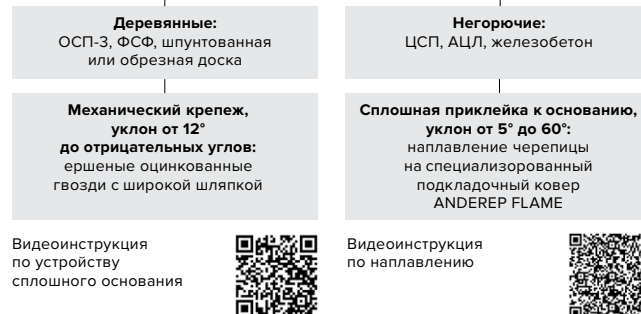 Деревянные:
ОСП-3, ФСФ, шпунтованная
или обрезная доска
Механический крепеж,
уклон от 12°
до отрицательных углов:
ершеные оцинкованные
гвозди с широкой шляпкой
Видеоинструкция
по устройству
сплошного основания
Негорючие:
ЦСП, АЦЛ, железобетон
Сплошная приклейка к основанию,
уклон от 5° до 60°:
наплавление черепицы
на специализорованный
подкладочный ковер
ANDEREP FLAME
Видеоинструкция
по наплавлению